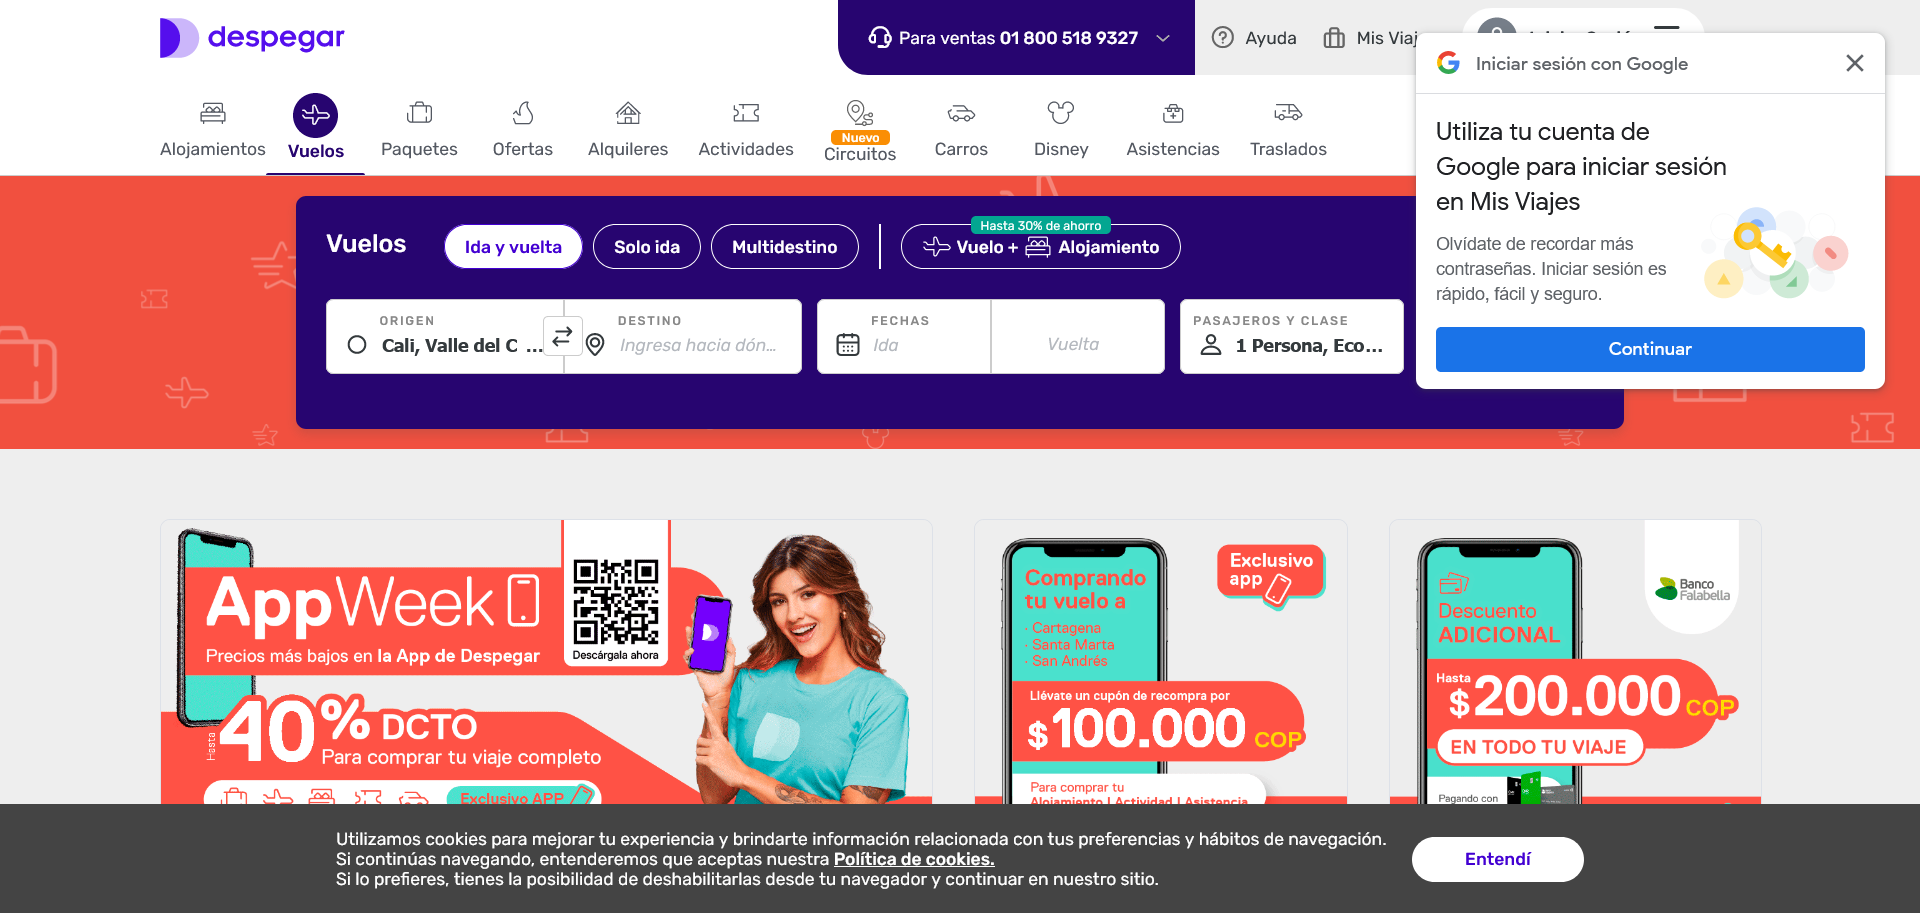 despegar
Para ventas 01 800 518 9327
Ayuda
Mis Viaj
Alojamientos
Vuelos
Paquetes
Ofertas
Alquileres
Actividades
Nuevo
Circuitos
Carros
Disney
Asistencias
Traslados
Iniciar sesión con Google
Utiliza tu cuenta de
Google para iniciar sesión
en Mis Viajes
Olvídate de recordar más
contraseñas. Iniciar sesión es
rápido, fácil y seguro.
Continuar
Vuelos
Ida y vuelta
Solo ida
Multidestino
Hasta 30% de ahorro
Vuelo + Alojamiento
ORIGEN
Cali, Valle del C ...
DESTINO
Ingresa hacia dón...
FECHAS
Ida
Vuelta
PASAJEROS Y CLASE
1 Persona, Eco...
AppWeek
Precios más bajos en la App de Despegar
Descárgala ahora
Hasta
40% DCTO
Para comprar tu viaje completo
Exclusivo APP
Comprando
tu vuelo a
· Cartagena
· Santa Marta
· San Andrés
Exclusivo
app
Llévate un cupón de recompra por
$100.000 COP
Para comprar tu
Alojamiento | Actividad | Asistencia
Banco
Falabella
Descuento
ADICIONAL
Hasta
$200.000 COP
EN TODO TU VIAJE
Pagando con
Utilizamos cookies para mejorar tu experiencia y brindarte información relacionada con tus preferencias y hábitos de navegación.
Si continúas navegando, entenderemos que aceptas nuestra Política de cookies.
Si lo prefieres, tienes la posibilidad de deshabilitarlas desde tu navegador y continuar en nuestro sitio.
Entendí